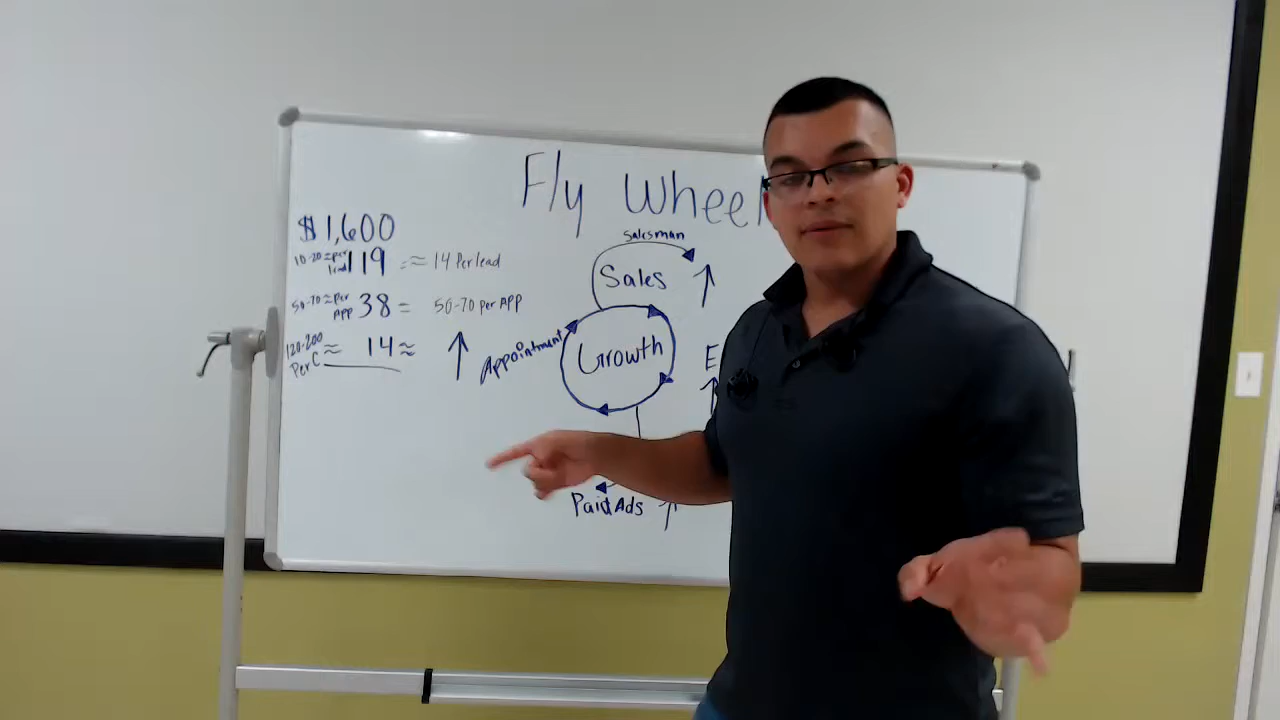 Fly Wheel
$1,600
10-20 ≈ per lead 119 ≈ 14 Per lead
50-70 ≈ per APP 38 = 50-70 per APP
120-200 Per C ≈ 14 ≈ ↑
Salesman
Sales ↑
Appointment
Growth
E
↑
Paid Ads ↑